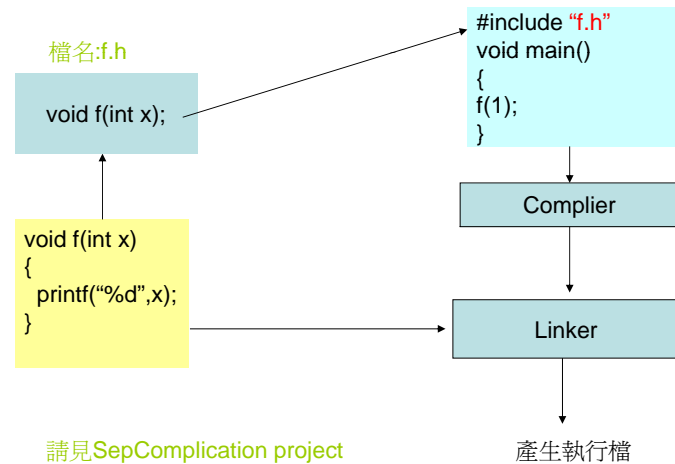 檔名:f.h
void f(int x);
void f(int x)
{
printf(“%d”,x);
}
#include “f.h”
void main()
{
f(1);
}
Complier
Linker
產生執行檔
請見SepComplication project